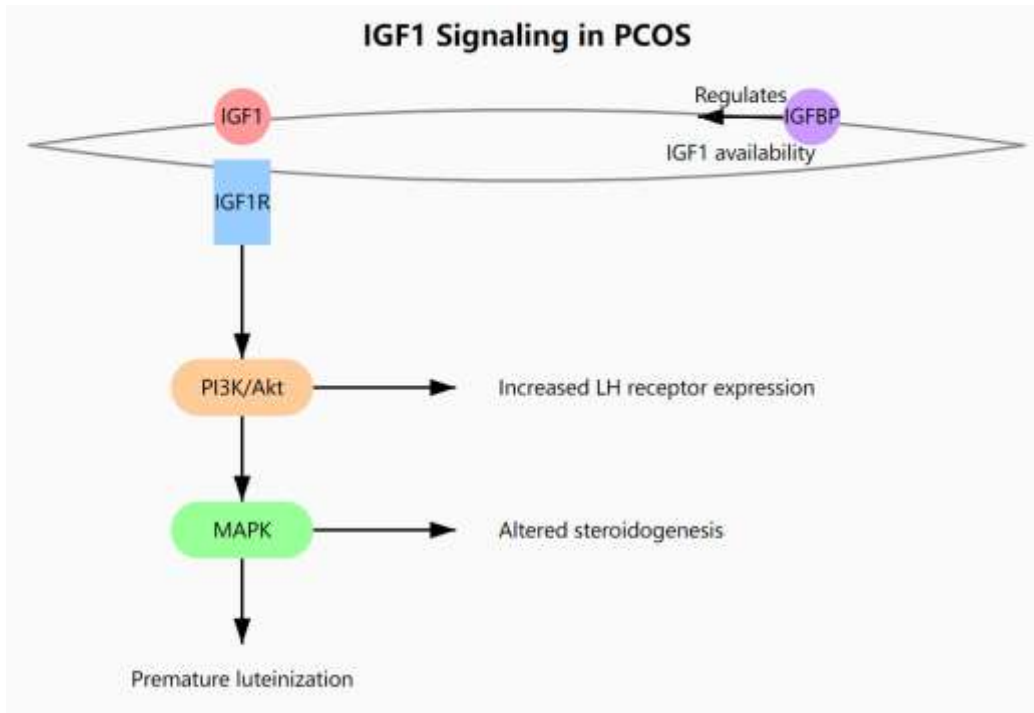 IGF1 Signaling in PCOS
IGF1
Regulates
IGFBP
IGF1 availability
IGF1R
PI3K/Akt
Increased LH receptor expression
MAPK
Altered steroidogenesis
Premature luteinization